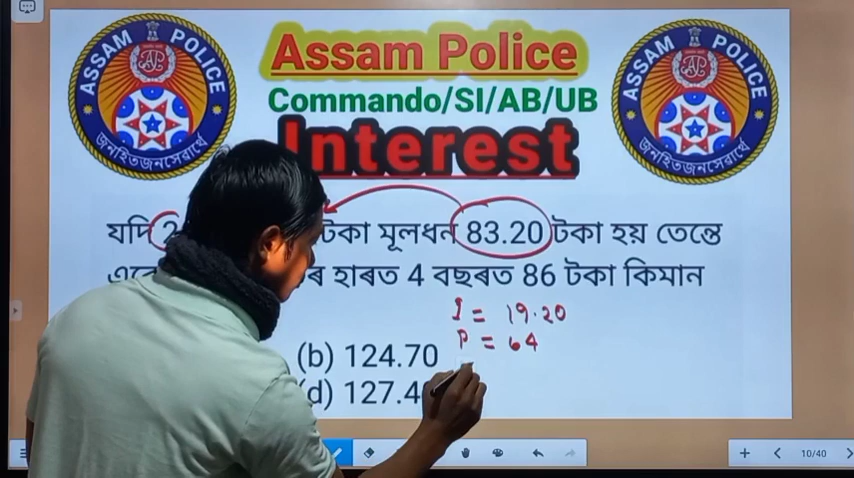 Assam Police
Commando/SI/AB/UB
Interest
ASSAM POLICE
জনহিতজনসেৱাৰ্থে
ASSAM POLICE
জনহিতজনসেৱাৰ্থে
যদি 2 টকা মূলধন 83.20 টকা হয় তেন্তে
ৰ হাৰত 4 বছৰত 86 টকা কিমান
I = 19.20
P = 64
(b) 124.70
(d) 127.4
10/40